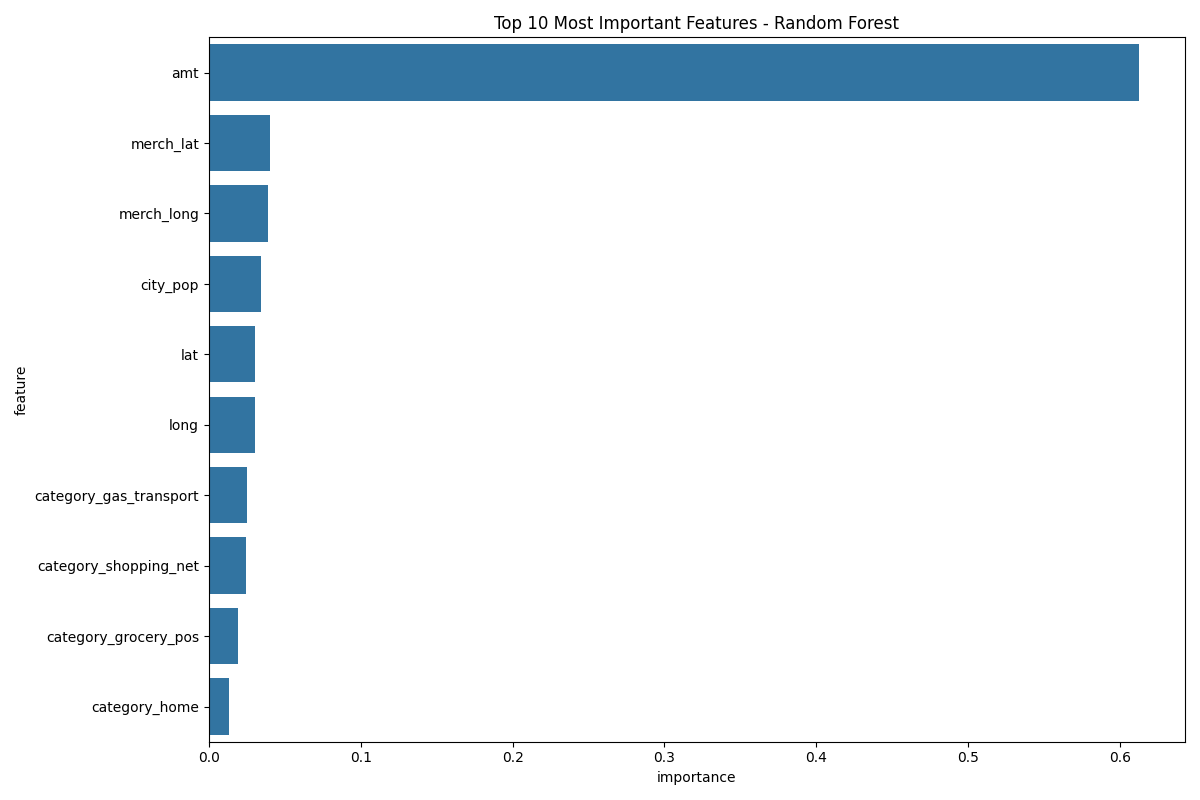 Top 10 Most Important Features - Random Forest
amt
merch_lat
merch_long
city_pop
lat
long
category_gas_transport
category_shopping_net
category_grocery_pos
category_home
feature
0.0 0.1 0.2 0.3 0.4 0.5 0.6
importance